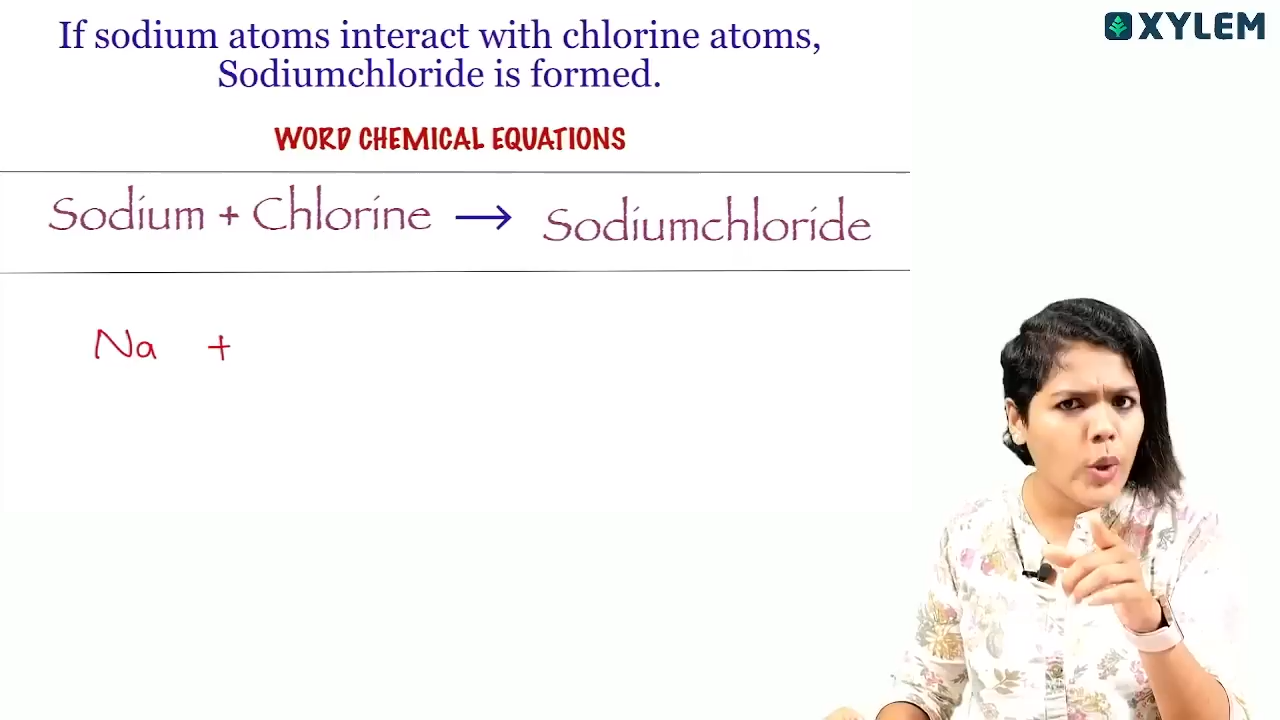 If sodium atoms interact with chlorine atoms,
Sodiumchloride is formed.
XYLEM
WORD CHEMICAL EQUATIONS
Sodium + Chlorine → Sodiumchloride
Na +